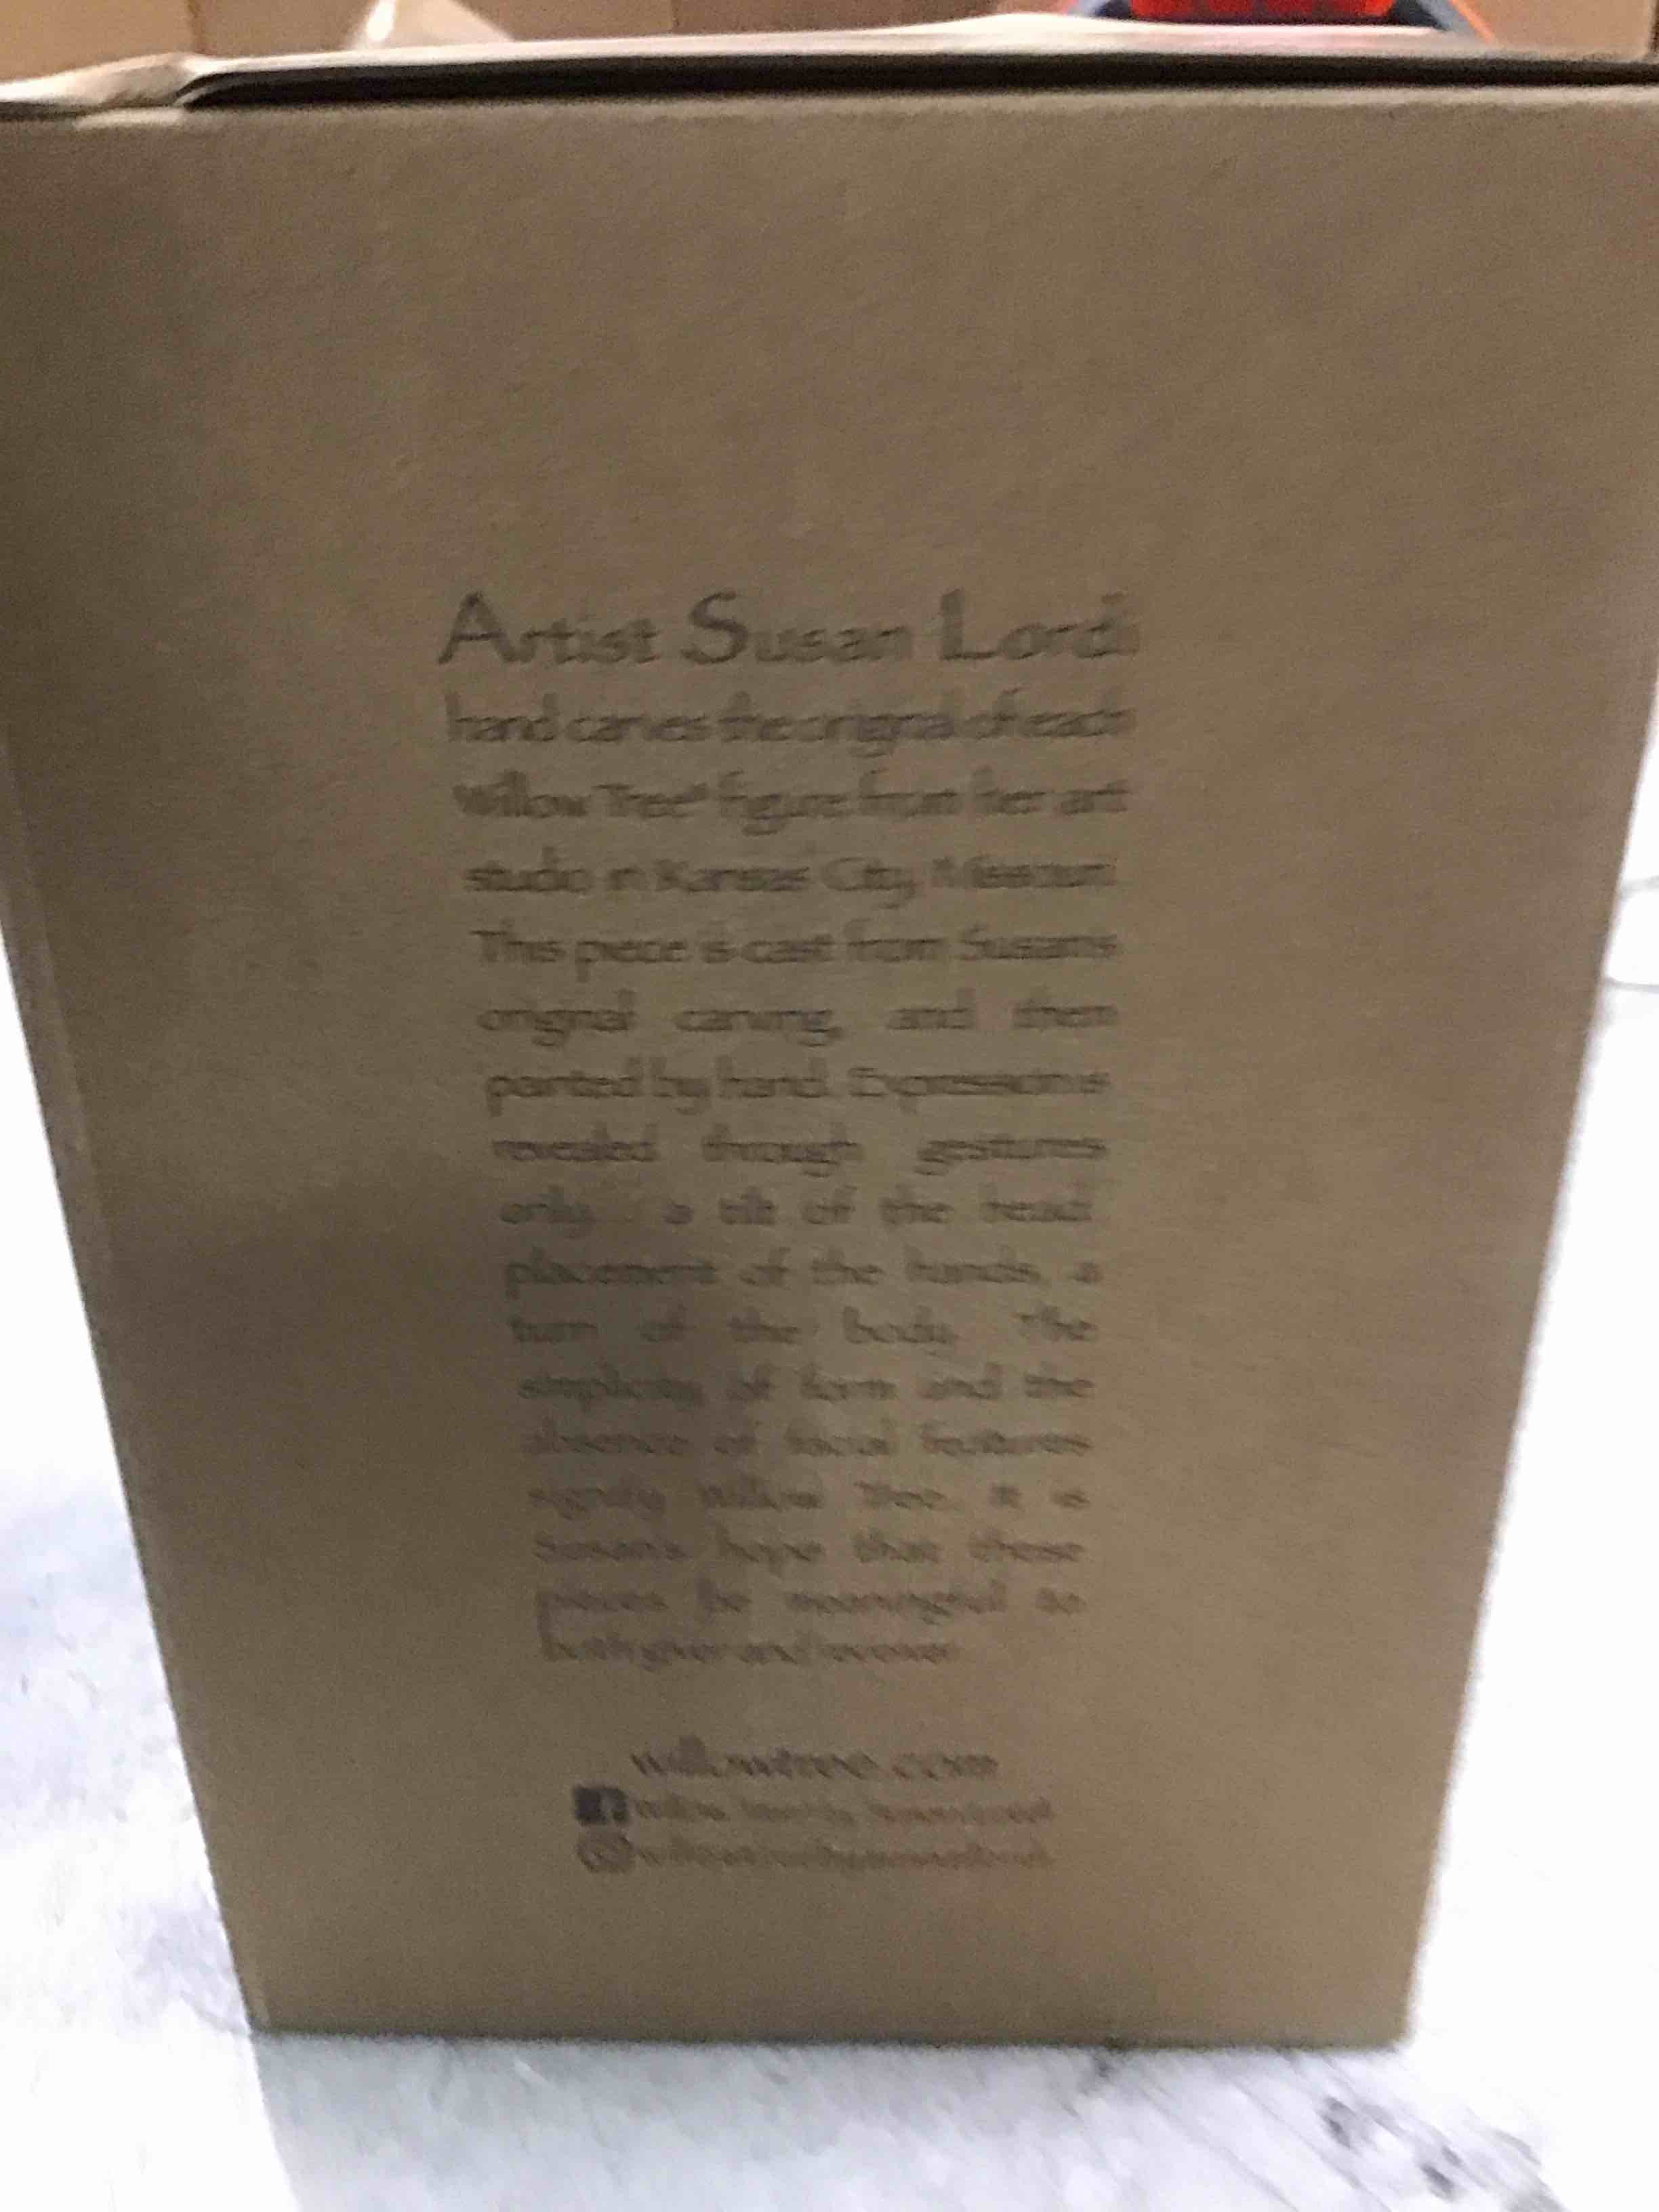 Artist Susan Lordi
hand carves the original of each
Willow Tree® figure from her art
studio in Kansas City, Missouri.
This piece is cast from Susan's
original carving, and then
painted by hand. Expression is
revealed through gestures
only... a tilt of the head,
placement of the hands, a
turn of the body. The
simplicity of form and the
absence of facial features
signify Willow Tree. It is
Susan's hope that these
pieces be meaningful to
both giver and receiver.
willowtree.com